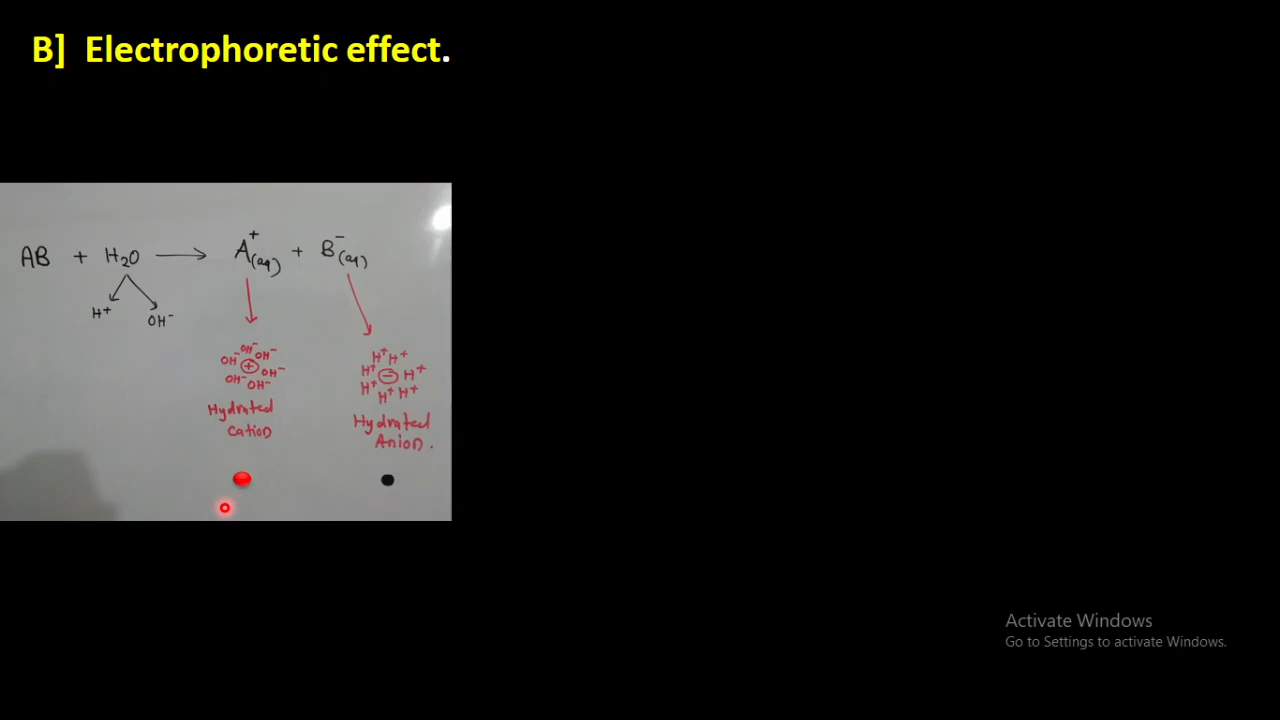 B] Electrophoretic effect.
AB + H₂O ⟶ A⁺(aq) + B⁻(aq)
H⁺ OH⁻
OH⁻ OH⁻ OH⁻
OH⁻ + OH⁻
OH⁻ OH⁻
H⁺ H⁺
H⁺ − H⁺
H⁺ H⁺ H⁺
Hydrated
Cation
Hydrated
Anion.
Activate Windows
Go to Settings to activate Windows.